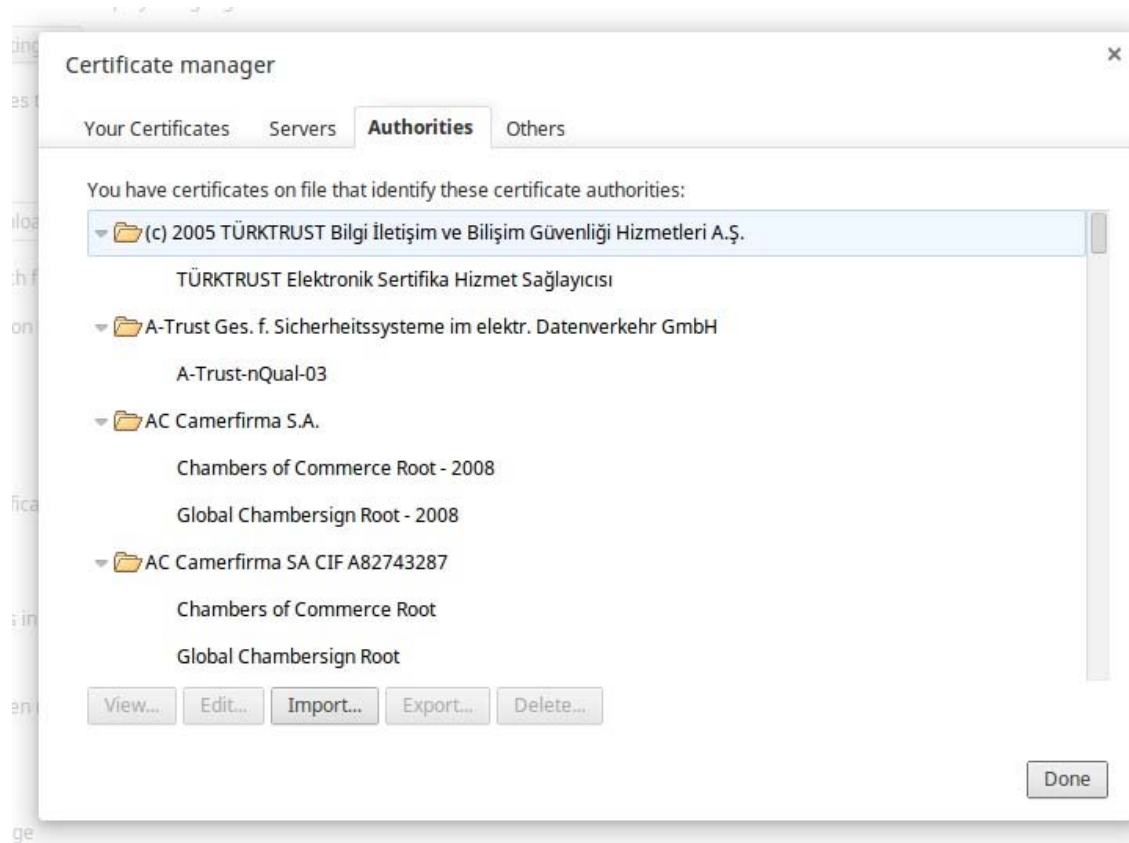 Certificate manager
×
Your Certificates Servers Authorities Others
You have certificates on file that identify these certificate authorities:
(c) 2005 TÜRKTRUST Bilgi İletişim ve Bilişim Güvenliği Hizmetleri A.Ş.
TÜRKTRUST Elektronik Sertifika Hizmet Sağlayıcısı
A-Trust Ges. f. Sicherheitssysteme im elektr. Datenverkehr GmbH
A-Trust-nQual-03
AC Camerfirma S.A.
Chambers of Commerce Root - 2008
Global Chambersign Root - 2008
AC Camerfirma SA CIF A82743287
Chambers of Commerce Root
Global Chambersign Root
View... Edit... Import... Export... Delete...
Done